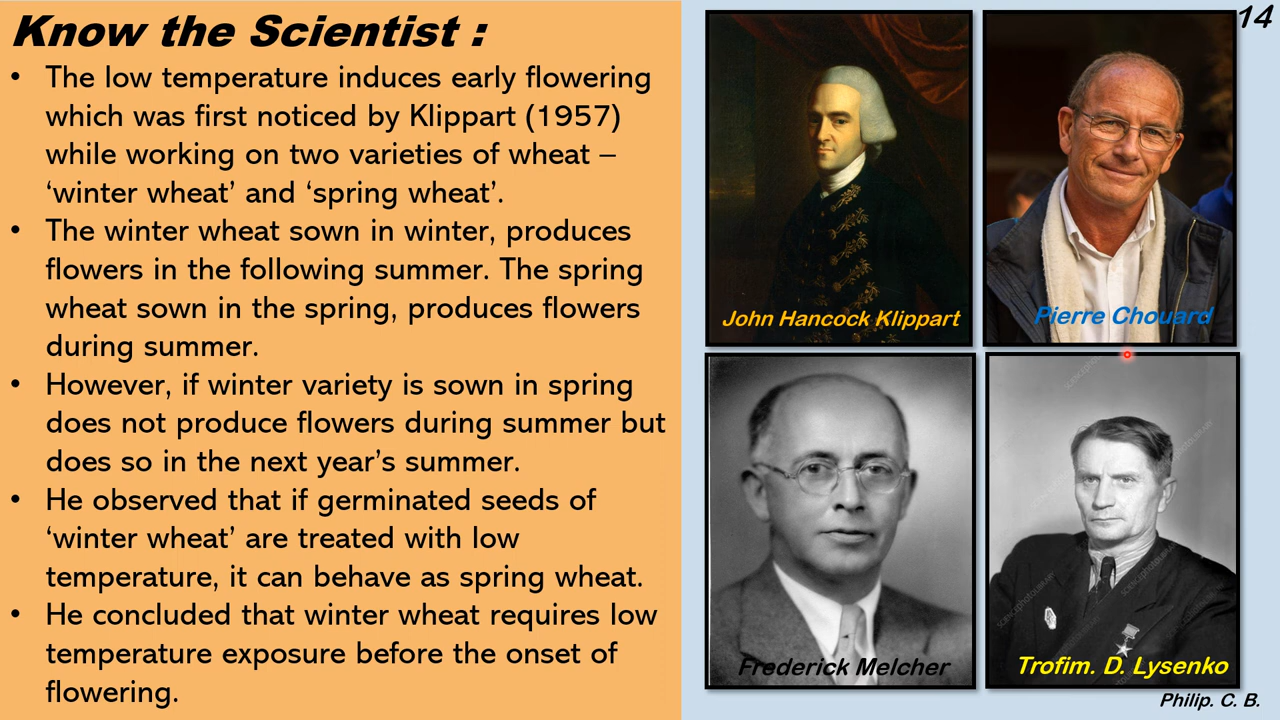 Know the Scientist :
• The low temperature induces early flowering
which was first noticed by Klippart (1957)
while working on two varieties of wheat –
‘winter wheat’ and ‘spring wheat’.
• The winter wheat sown in winter, produces
flowers in the following summer. The spring
wheat sown in the spring, produces flowers
during summer.
• However, if winter variety is sown in spring
does not produce flowers during summer but
does so in the next year’s summer.
• He observed that if germinated seeds of
‘winter wheat’ are treated with low
temperature, it can behave as spring wheat.
• He concluded that winter wheat requires low
temperature exposure before the onset of
flowering.
14
John Hancock Klippart
Pierre Chouard
Frederick Melcher
Trofim. D. Lysenko
Philip. C. B.